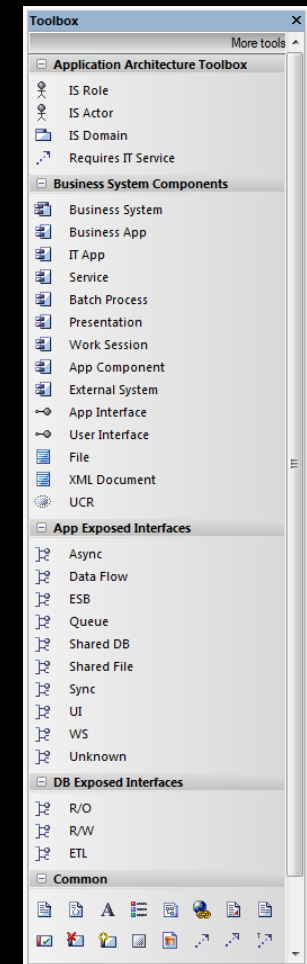 Toolbox
More tools
Application Architecture Toolbox
IS Role
IS Actor
IS Domain
Requires IT Service
Business System Components
Business System
Business App
IT App
Service
Batch Process
Presentation
Work Session
App Component
External System
App Interface
User Interface
File
XML Document
UCR
App Exposed Interfaces
Async
Data Flow
ESB
Queue
Shared DB
Shared File
Sync
UI
WS
Unknown
DB Exposed Interfaces
R/O
R/W
ETL
Common